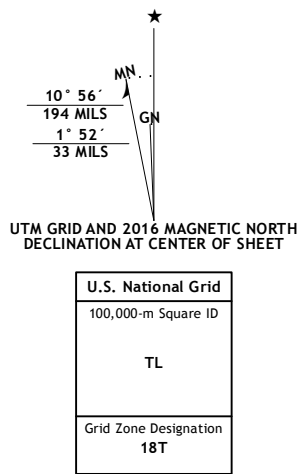 ★
MN
GN
10° 56´
194 MILS
1° 52´
33 MILS
UTM GRID AND 2016 MAGNETIC NORTH
DECLINATION AT CENTER OF SHEET
U.S. National Grid
100,000-m Square ID
TL
Grid Zone Designation
18T